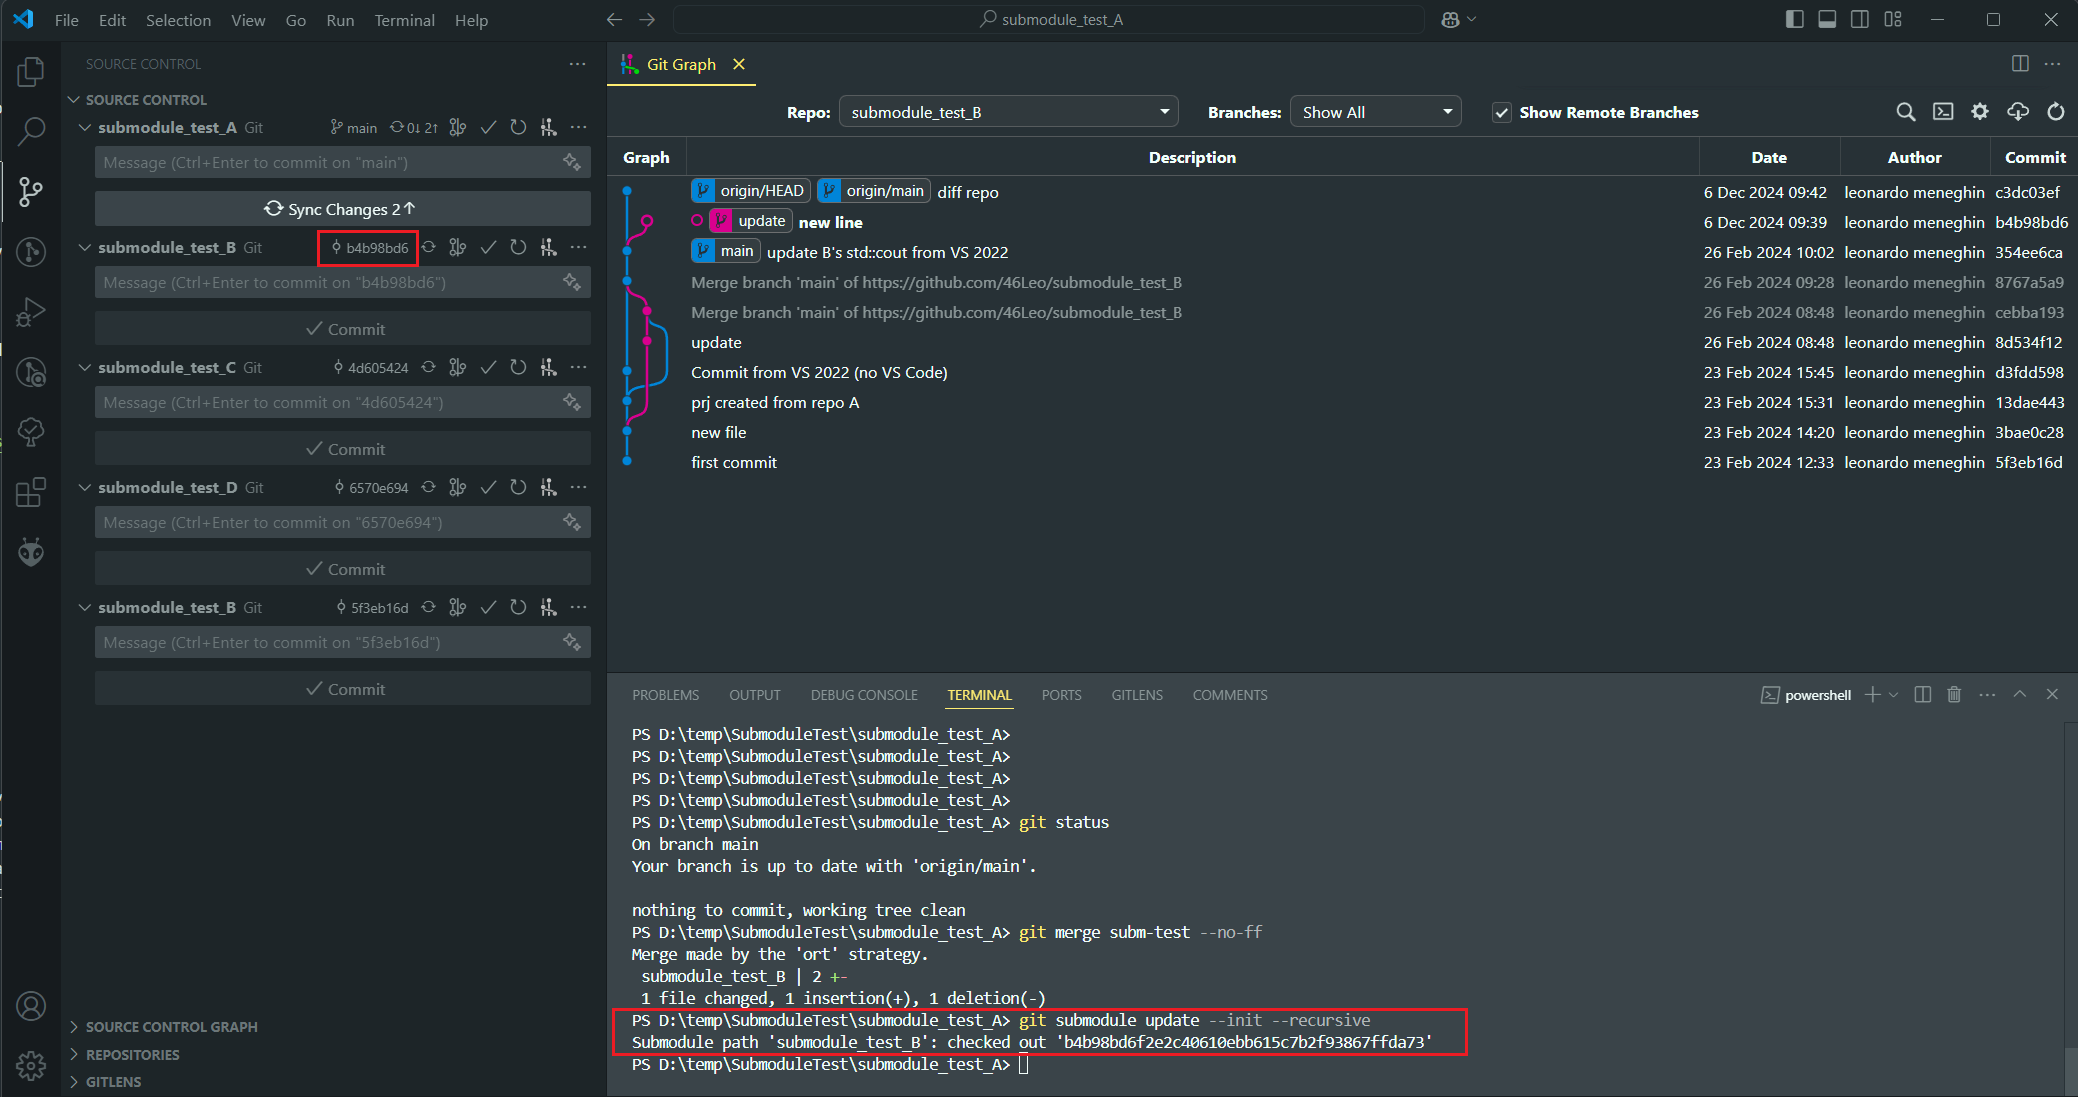 File Edit Selection View Go Run Terminal Help
submodule_test_A
SOURCE CONTROL
SOURCE CONTROL
submodule_test_A Git main 0↓ 2↑
Message (Ctrl+Enter to commit on "main")
Sync Changes 2↑
submodule_test_B Git b4b98bd6
Message (Ctrl+Enter to commit on "b4b98bd6")
Commit
submodule_test_C Git 4d605424
Message (Ctrl+Enter to commit on "4d605424")
Commit
submodule_test_D Git 6570e694
Message (Ctrl+Enter to commit on "6570e694")
Commit
submodule_test_B Git 5f3eb16d
Message (Ctrl+Enter to commit on "5f3eb16d")
Commit
SOURCE CONTROL GRAPH
REPOSITORIES
GITLENS
Git Graph
Repo: submodule_test_B Branches: Show All Show Remote Branches
Graph Description Date Author Commit
origin/HEAD origin/main diff repo 6 Dec 2024 09:42 leonardo meneghin c3dc03ef
update new line 6 Dec 2024 09:39 leonardo meneghin b4b98bd6
main update B's std::cout from VS 2022 26 Feb 2024 10:02 leonardo meneghin 354ee6ca
Merge branch 'main' of https://github.com/46Leo/submodule_test_B 26 Feb 2024 09:28 leonardo meneghin 8767a5a9
Merge branch 'main' of https://github.com/46Leo/submodule_test_B 26 Feb 2024 08:48 leonardo meneghin cebba193
update 26 Feb 2024 08:48 leonardo meneghin 8d534f12
Commit from VS 2022 (no VS Code) 23 Feb 2024 15:45 leonardo meneghin d3fdd598
prj created from repo A 23 Feb 2024 15:31 leonardo meneghin 13dae443
new file 23 Feb 2024 14:20 leonardo meneghin 3bae0c28
first commit 23 Feb 2024 12:33 leonardo meneghin 5f3eb16d
PROBLEMS OUTPUT DEBUG CONSOLE TERMINAL PORTS GITLENS COMMENTS powershell
PS D:\temp\SubmoduleTest\submodule_test_A>
PS D:\temp\SubmoduleTest\submodule_test_A>
PS D:\temp\SubmoduleTest\submodule_test_A>
PS D:\temp\SubmoduleTest\submodule_test_A>
PS D:\temp\SubmoduleTest\submodule_test_A> git status
On branch main
Your branch is up to date with 'origin/main'.
nothing to commit, working tree clean
PS D:\temp\SubmoduleTest\submodule_test_A> git merge subm-test --no-ff
Merge made by the 'ort' strategy.
submodule_test_B | 2 +-
1 file changed, 1 insertion(+), 1 deletion(-)
PS D:\temp\SubmoduleTest\submodule_test_A> git submodule update --init --recursive
Submodule path 'submodule_test_B': checked out 'b4b98bd6f2e2c40610ebb615c7b2f93867ffda73'
PS D:\temp\SubmoduleTest\submodule_test_A>